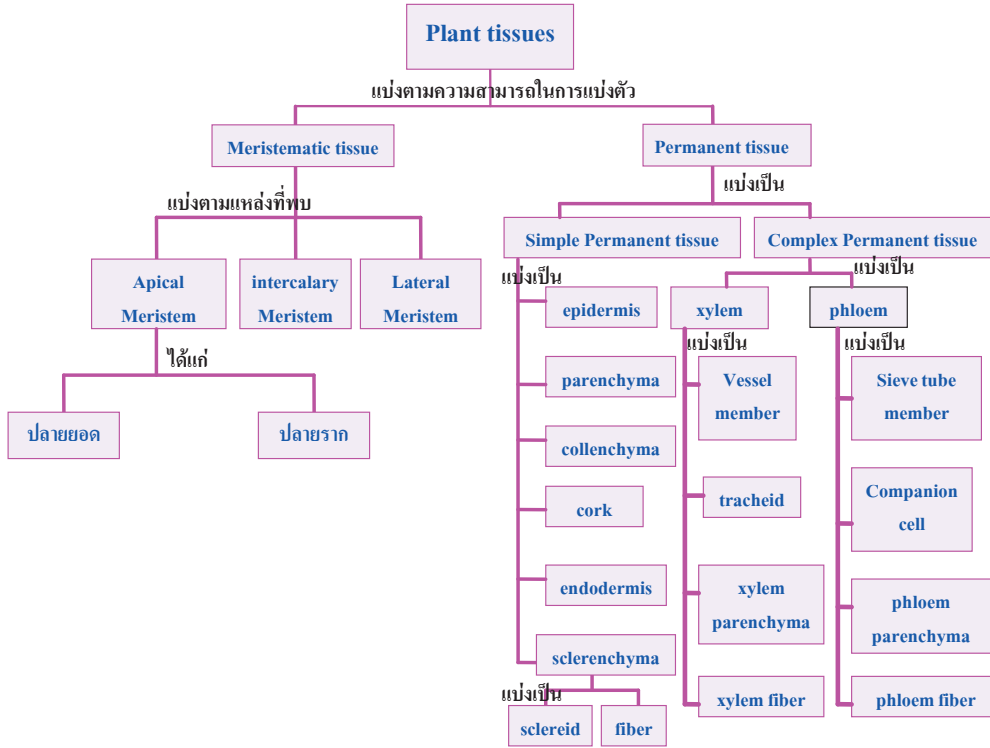 Plant tissues
แบ่งตามความสามารถในการแบ่งตัว
Meristematic tissue
Permanent tissue
แบ่งตามแหล่งที่พบ
แบ่งเป็น
Simple Permanent tissue
Complex Permanent tissue
Apical
Meristem
intercalary
Meristem
Lateral
Meristem
ได้แก่
ปลายยอด
ปลายราก
แบ่งเป็น
epidermis
parenchyma
collenchyma
cork
endodermis
sclerenchyma
แบ่งเป็น
sclereid
fiber
แบ่งเป็น
xylem
phloem
แบ่งเป็น
Vessel
member
tracheid
xylem
parenchyma
xylem fiber
แบ่งเป็น
Sieve tube
member
Companion
cell
phloem
parenchyma
phloem fiber